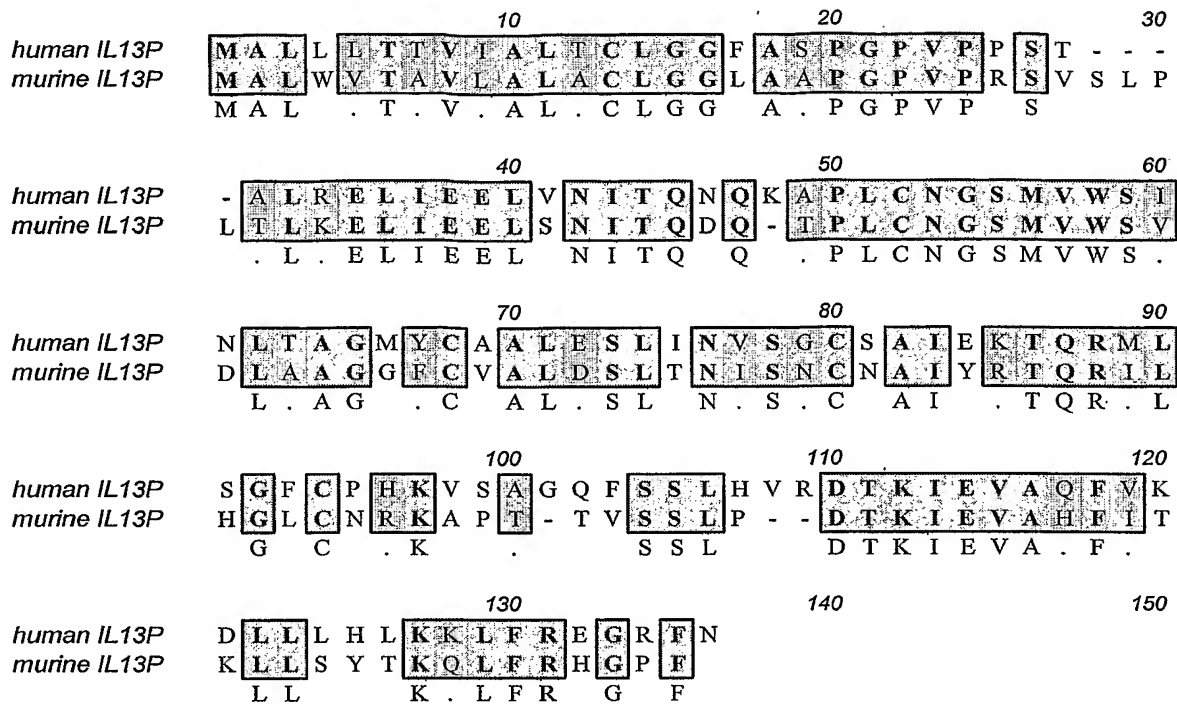 10 20 30
human IL13P M A L L L T T V I A L T C L G G F A S P G P V P P S T - - -
murine IL13P M A L W V T A V L A L A C L G G L A A P G P V P R S V S L P
M A L . T . V . A L . C L G G A . P G P V P S
40 50 60
human IL13P - A L R E L I E E L V N I T Q N Q K A P L C N G S M V W S I
murine IL13P L T L K E L I E E L S N I T Q D Q - T P L C N G S M V W S V
. L . E L I E E L N I T Q Q . P L C N G S M V W S .
70 80 90
human IL13P N L T A G M Y C A A L E S L I N V S G C S A I E K T Q R M L
murine IL13P D L A A G G F C V A L D S L T N I S N C N A I Y R T Q R I L
L . A G . C A L . S L N . S . C A I . T Q R . L
100 110 120
human IL13P S G F C P H K V S A G Q F S S L H V R D T K I E V A Q F V K
murine IL13P H G L C N R K A P T - T V S S L P - - D T K I E V A H F I T
G C . K . S S L D T K I E V A . F .
130 140 150
human IL13P D L L L H L K K L F R E G R F N
murine IL13P K L L S Y T K Q L F R H G P F
L L K . L F R G F